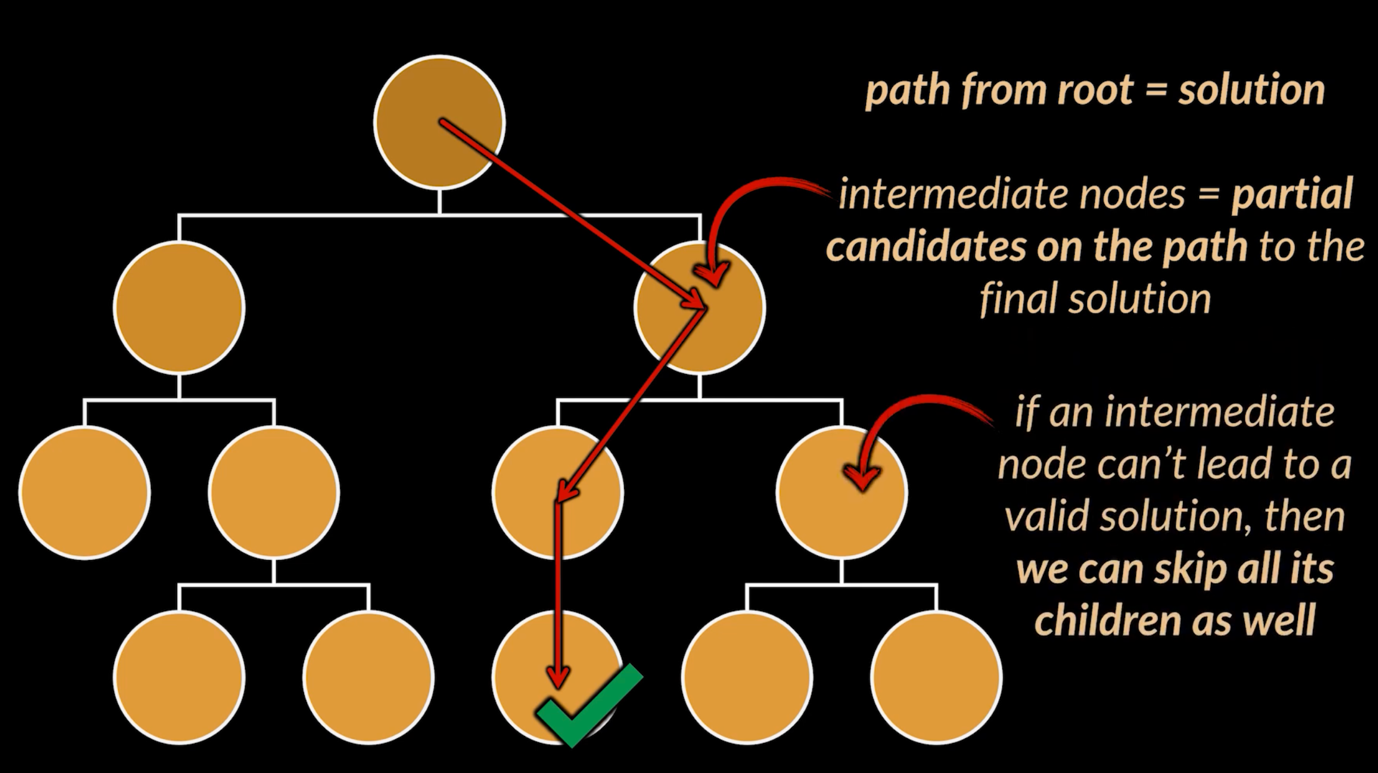 path from root = solution
intermediate nodes = partial
candidates on the path to the
final solution
if an intermediate
node can’t lead to a
valid solution, then
we can skip all its
children as well